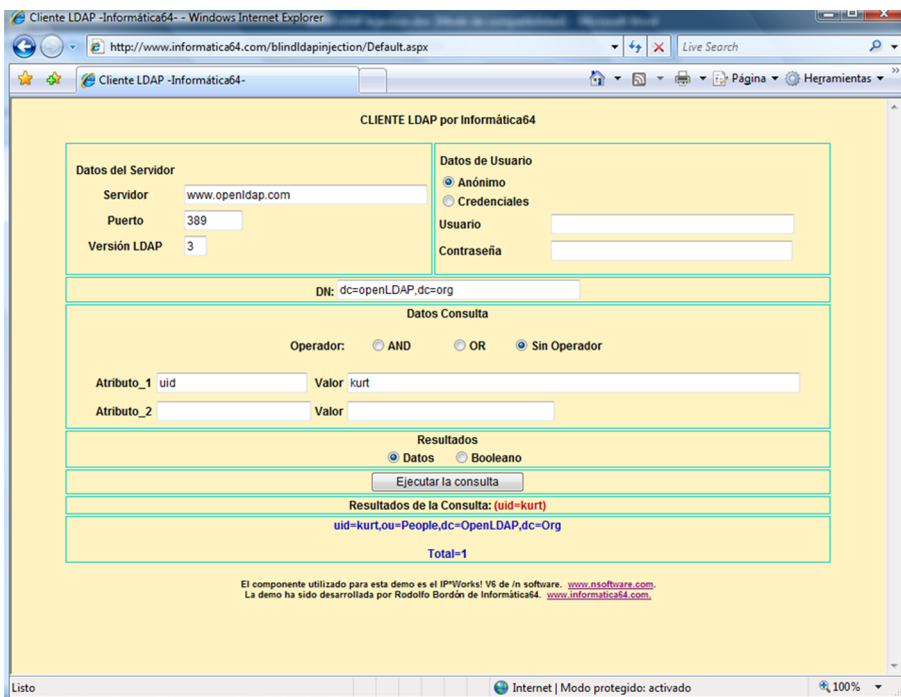 Cliente LDAP -Informática64- - Windows Internet Explorer
http://www.informatica64.com/blindldapinjection/Default.aspx
Live Search
Cliente LDAP -Informática64-
Página
Herramientas
CLIENTE LDAP por Informática64
Datos del Servidor
Servidor www.openldap.com
Puerto 389
Versión LDAP 3
Datos de Usuario
Anónimo
Credenciales
Usuario
Contraseña
DN: dc=openLDAP,dc=org
Datos Consulta
Operador: AND OR Sin Operador
Atributo_1 uid Valor kurt
Atributo_2 Valor
Resultados
Datos Booleano
Ejecutar la consulta
Resultados de la Consulta: (uid=kurt)
uid=kurt,ou=People,dc=OpenLDAP,dc=Org
Total=1
El componente utilizado para esta demo es el IP*Works! V6 de /n software. www.nsoftware.com.
La demo ha sido desarrollada por Rodolfo Bordón de Informática64. www.informatica64.com.
Listo
Internet | Modo protegido: activado
100%